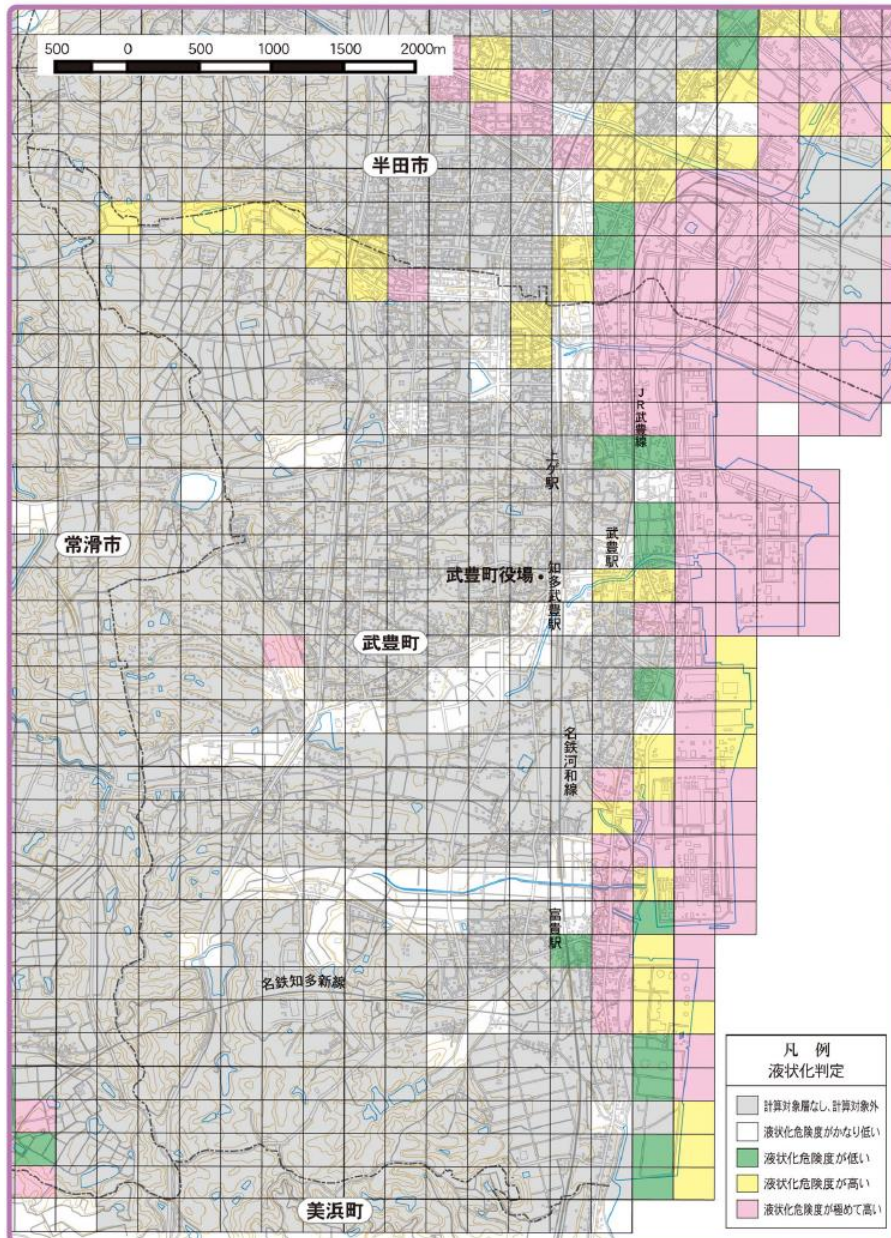 500 0 500 1000 1500 2000m
半田市
JR武豊線
上ゲ駅
常滑市
武豊駅
武豊町役場
知多武豊駅
武豊町
名鉄河和線
富貴駅
名鉄知多新線
美浜町
凡 例
液状化判定
計算対象層なし、計算対象外
液状化危険度がかなり低い
液状化危険度が低い
液状化危険度が高い
液状化危険度が極めて高い